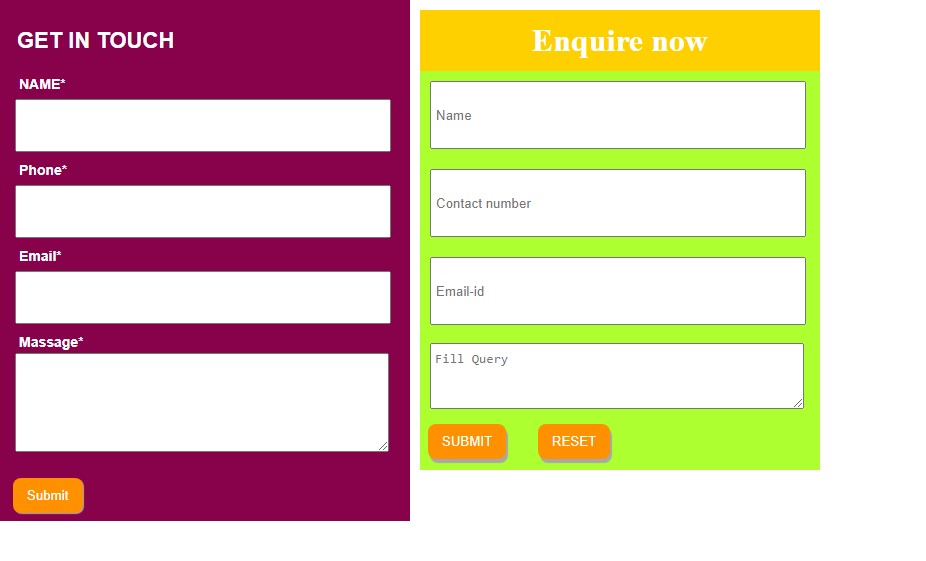 GET IN TOUCH
NAME*
Phone*
Email*
Massage*
Submit
Enquire now
Name
Contact number
Email-id
Fill Query
SUBMIT
RESET